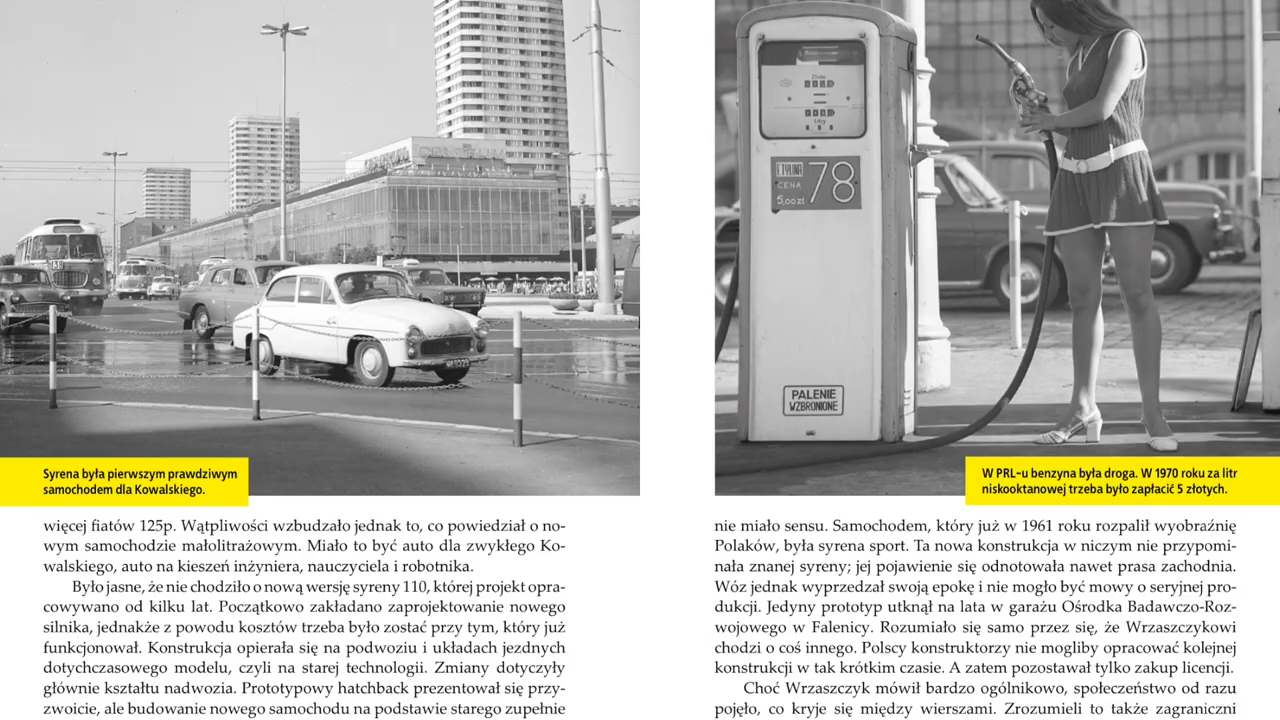 CENTRUM
Syrena była pierwszym prawdziwym
samochodem dla Kowalskiego.
więcej fiatów 125p. Wątpliwości wzbudzało jednak to, co powiedział o no-
wym samochodzie małolitrażowym. Miało to być auto dla zwykłego Ko-
walskiego, auto na kieszeń inżyniera, nauczyciela i robotnika.
Było jasne, że nie chodziło o nową wersję syreny 110, której projekt opra-
cowywano od kilku lat. Początkowo zakładano zaprojektowanie nowego
silnika, jednakże z powodu kosztów trzeba było zostać przy tym, który już
funkcjonował. Konstrukcja opierała się na podwoziu i układach jezdnych
dotychczasowego modelu, czyli na starej technologii. Zmiany dotyczyły
głównie kształtu nadwozia. Prototypowy hatchback prezentował się przy-
zwoicie, ale budowanie nowego samochodu na podstawie starego zupełnie
Złote
Litry
ETYLINA
78
CENA
5,00 zł
PALENIE
WZBRONIONE
W PRL-u benzyna była droga. W 1970 roku za litr
niskooktanowej trzeba było zapłacić 5 złotych.
nie miało sensu. Samochodem, który już w 1961 roku rozpalił wyobraźnię
Polaków, była syrena sport. Ta nowa konstrukcja w niczym nie przypomi-
nała znanej syreny; jej pojawienie się odnotowała nawet prasa zachodnia.
Wóz jednak wyprzedzał swoją epokę i nie mogło być mowy o seryjnej pro-
dukcji. Jedyny prototyp utknął na lata w garażu Ośrodka Badawczo-Roz-
wojowego w Falenicy. Rozumiało się samo przez się, że Wrzaszczykowi
chodzi o coś innego. Polscy konstruktorzy nie mogliby opracować kolejnej
konstrukcji w tak krótkim czasie. A zatem pozostawał tylko zakup licencji.
Choć Wrzaszczyk mówił bardzo ogólnikowo, społeczeństwo od razu
pojęło, co kryje się między wierszami. Zrozumieli to także zagraniczni